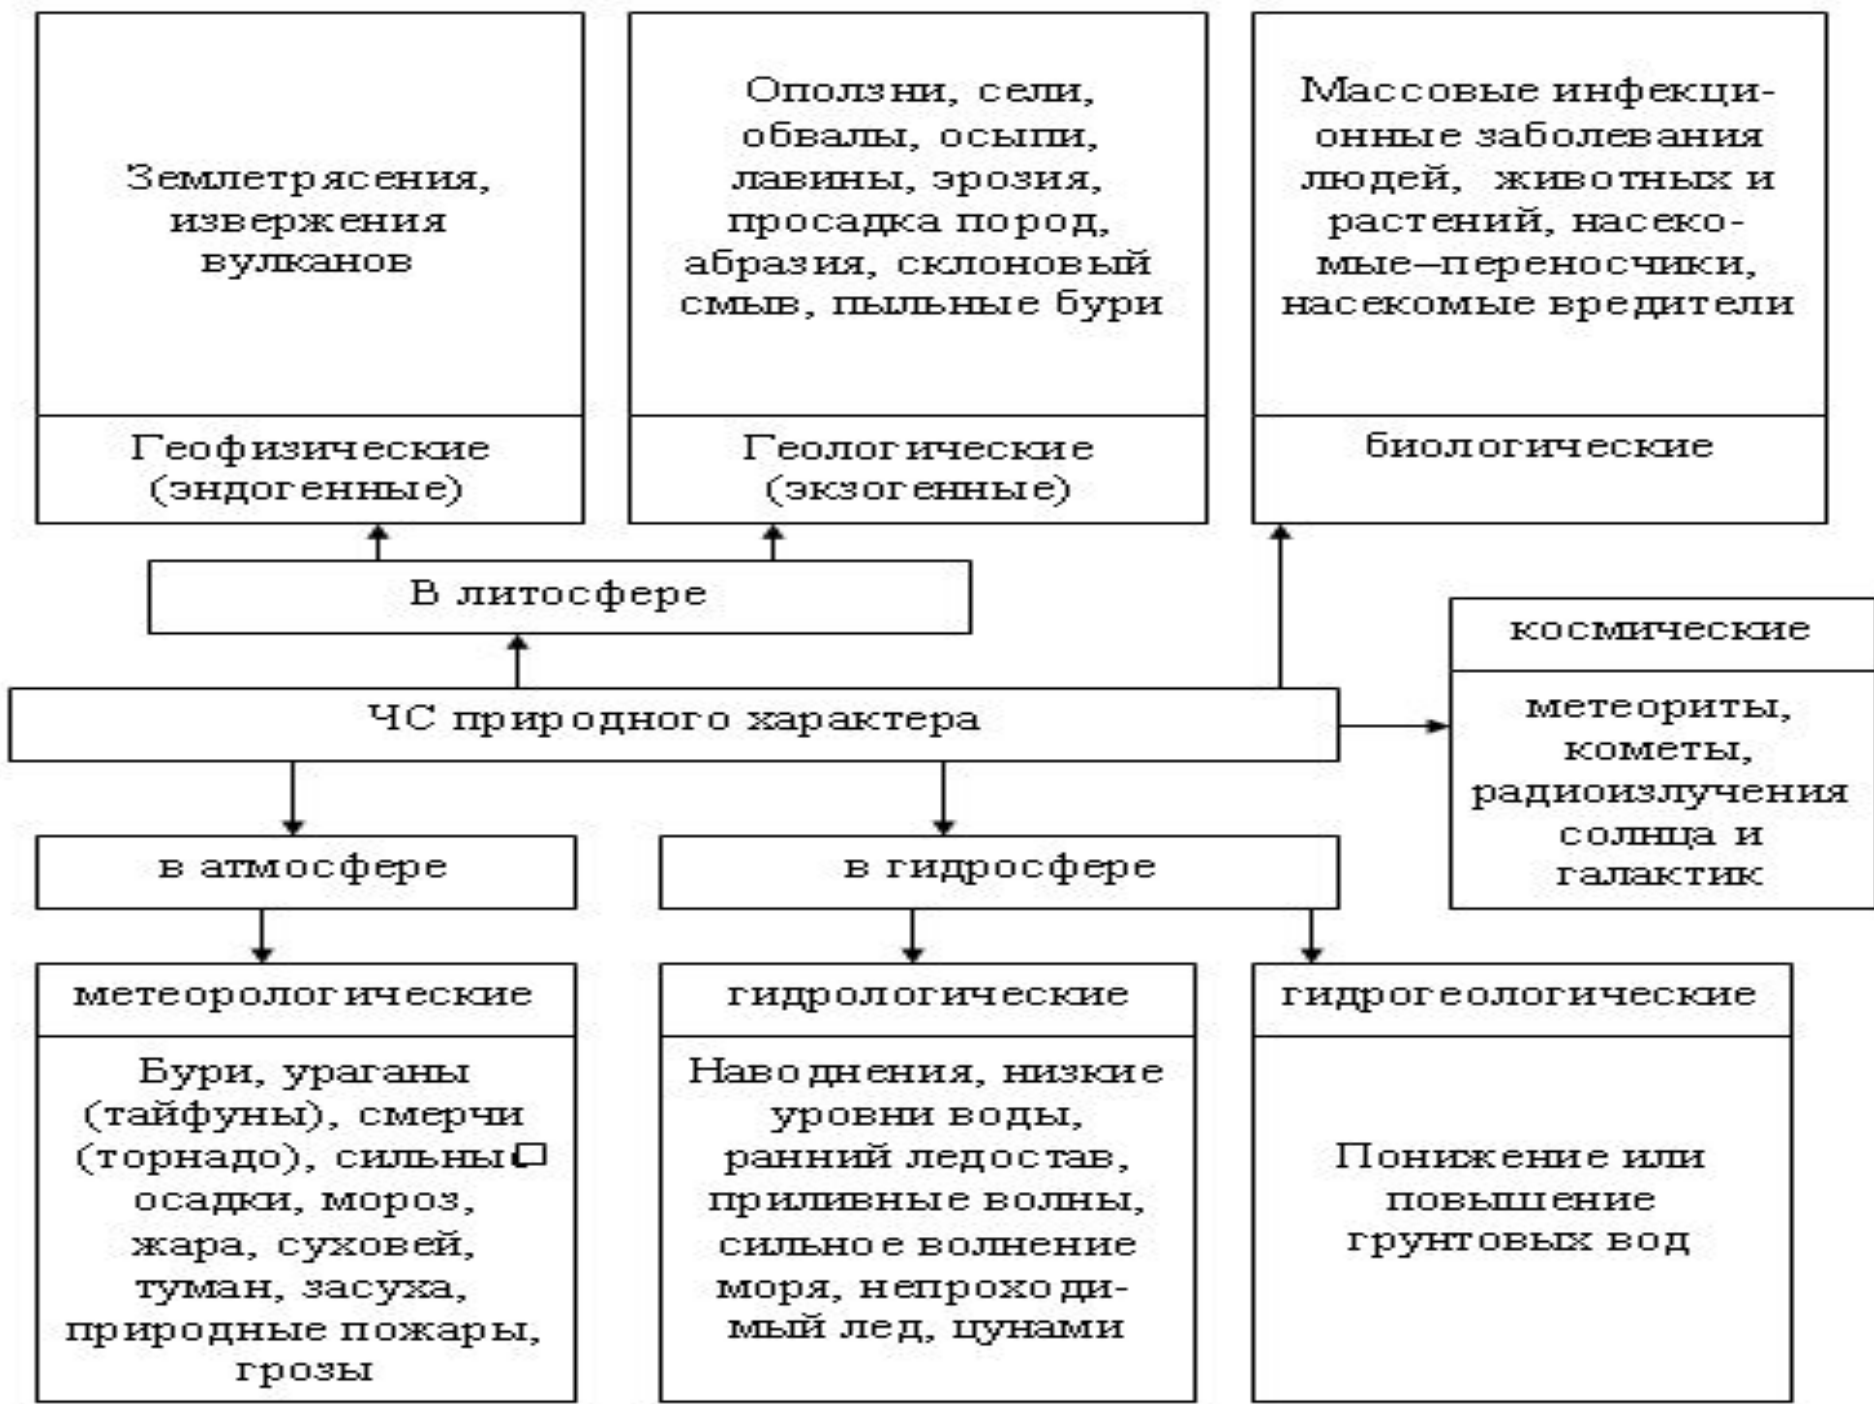 Землетрясения,
извержения
вулканов
Геофизические
(эндогенные)
Оползни, сели,
обвалы, осыпи,
лавины, эрозия,
просадка пород,
абразия, склоновый
смыв, пыльные бури
Геологические
(экзогенные)
Массовые инфекци-
онные заболевания
людей, животных и
растений, насеко-
мые–переносчики,
насекомые вредители
биологические
В литосфере
ЧС природного характера
космические
метеориты,
кометы,
радиоизлучения
солнца и
галактик
в атмосфере
в гидросфере
метеорологические
Бури, ураганы
(тайфуны), смерчи
(торнадо), сильные
осадки, мороз,
жара, суховей,
туман, засуха,
природные пожары,
грозы
гидрологические
Наводнения, низкие
уровни воды,
ранний ледостав,
приливные волны,
сильное волнение
моря, непроходи-
мый лед, цунами
гидрогеологические
Понижение или
повышение
грунтовых вод